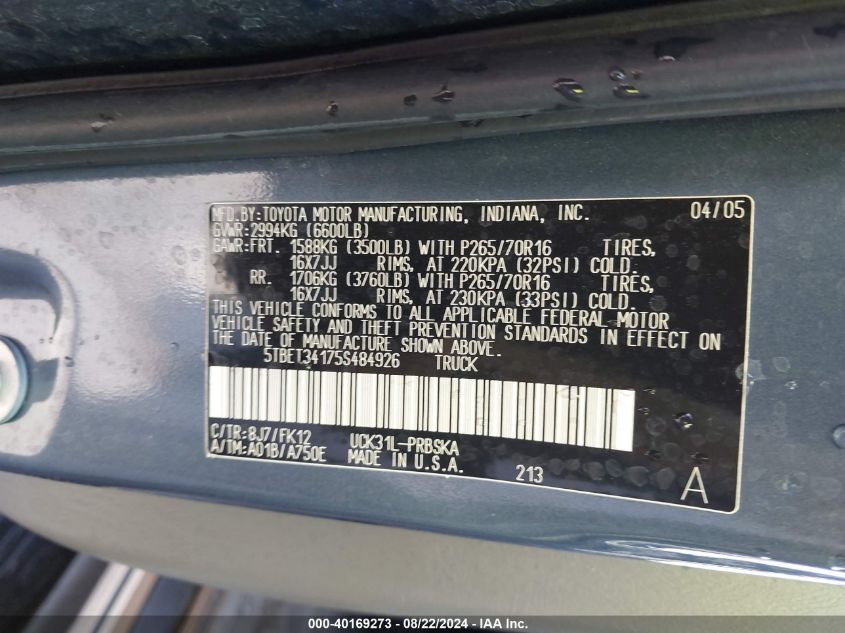 MFD.BY:TOYOTA MOTOR MANUFACTURING, INDIANA, INC. 04/05
GVWR:2994KG (6600LB)
GAWR:FRT. 1588KG (3500LB) WITH P265/70R16 TIRES,
16X7JJ RIMS, AT 220KPA (32PSI) COLD.
RR. 1706KG (3760LB) WITH P265/70R16 TIRES,
16X7JJ RIMS, AT 230KPA (33PSI) COLD.
THIS VEHICLE CONFORMS TO ALL APPLICABLE FEDERAL MOTOR
VEHICLE SAFETY AND THEFT PREVENTION STANDARDS IN EFFECT ON
THE DATE OF MANUFACTURE SHOWN ABOVE.
5TBET34175S484926 TRUCK
C/TR:8J7/FK12 UCK31L-PRBSKA
A/TM:A01B/A750E MADE IN U.S.A.
213 A
000-40169273 - 08/22/2024 - IAA Inc.